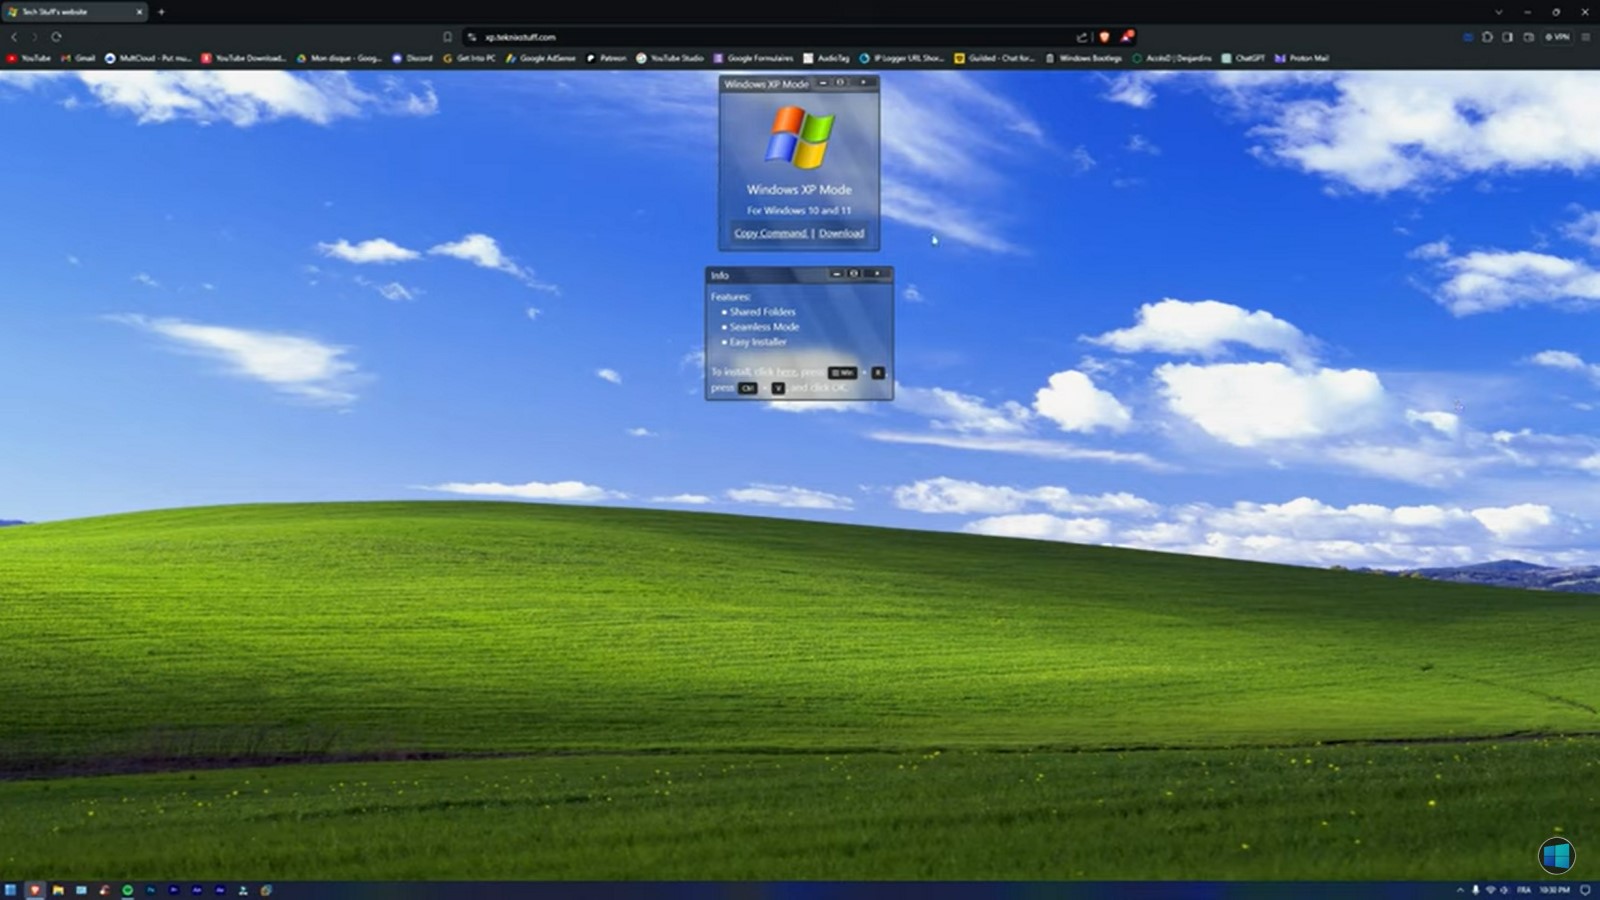 Tech Stuff's website
xp.teknixstuff.com
YouTube
Gmail
MultCloud - Put mu...
YouTube Download...
Mon disque - Goog...
Discord
Get Into PC
Google AdSense
Patreon
YouTube Studio
Google Formulaires
AudioTag
IP Logger URL Shor...
Guilded - Chat for...
Windows Bootlegs
AccèsD | Desjardins
ChatGPT
Proton Mail
VPN
Windows XP Mode
Windows XP Mode
For Windows 10 and 11
Copy Command | Download
Info
Features:
Shared Folders
Seamless Mode
Easy Installer
To install, click here, press Win + R,
press Ctrl + V, and click OK.
FRA
10:30 PM